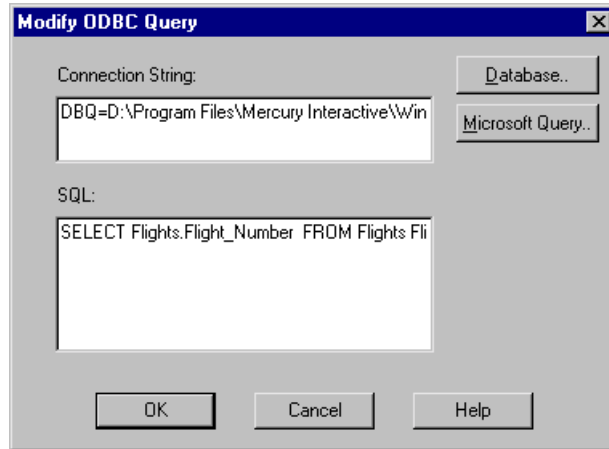 Modify ODBC Query
Connection String:
Database..
DBQ=D:\Program Files\Mercury Interactive\Win
Microsoft Query..
SQL:
SELECT Flights.Flight_Number  FROM Flights Fli
OK
Cancel
Help